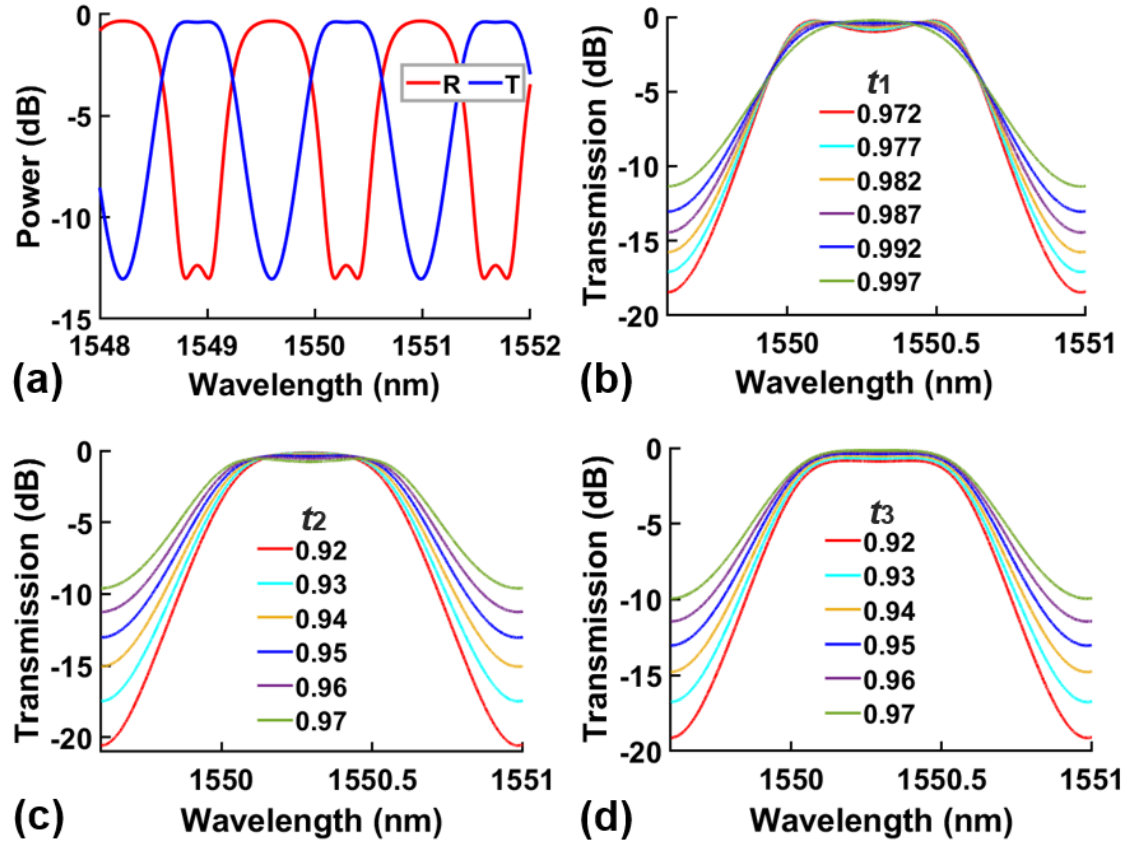 0
-5
-10
-15
Power (dB)
R T
1548 1549 1550 1551 1552
Wavelength (nm)
(a)
0
-5
-10
-15
-20
Transmission (dB)
t1
0.972
0.977
0.982
0.987
0.992
0.997
1550 1550.5 1551
Wavelength (nm)
(b)
0
-5
-10
-15
-20
Transmission (dB)
t2
0.92
0.93
0.94
0.95
0.96
0.97
1550 1550.5 1551
Wavelength (nm)
(c)
0
-5
-10
-15
-20
Transmission (dB)
t3
0.92
0.93
0.94
0.95
0.96
0.97
1550 1550.5 1551
Wavelength (nm)
(d)